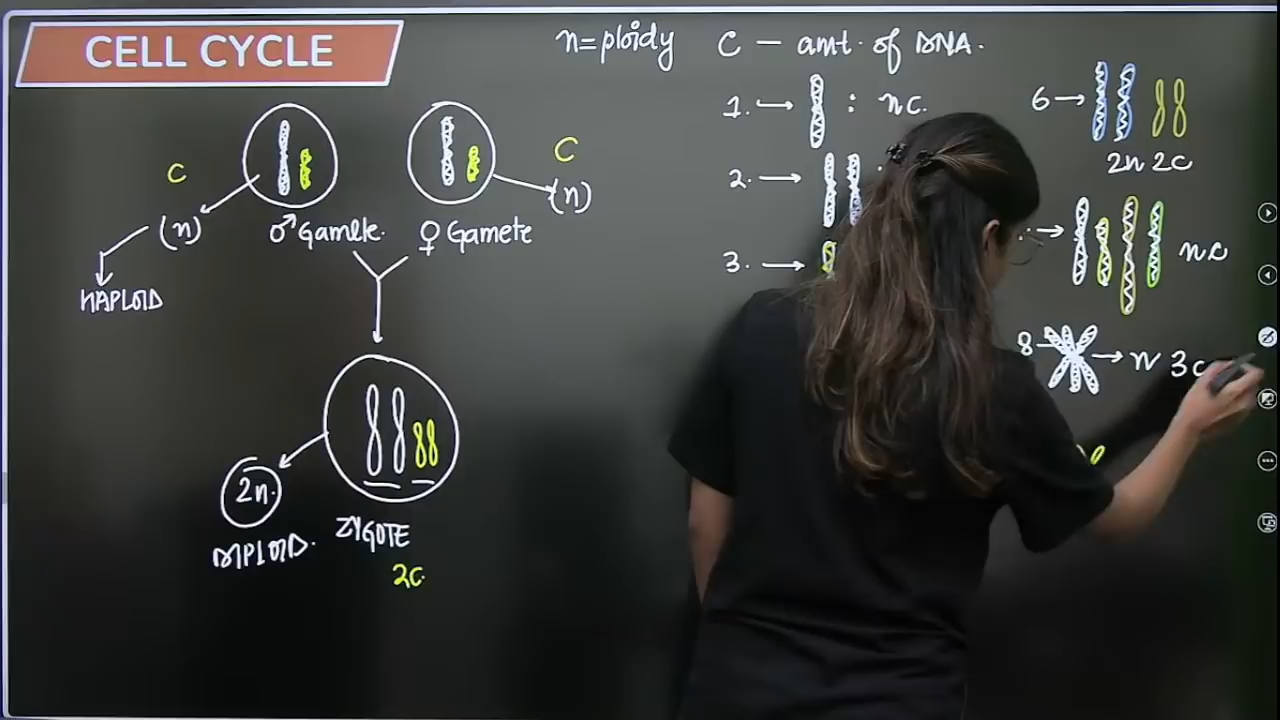 CELL CYCLE
n=ploidy C – amt. of DNA.
1. → : nc.
2. →
3. →
6 →
2n 2c
→ nc
8 → n 3c
C
C
(n)
(n)
♂ Gamete.
♀ Gamete
HAPLOID
2n.
DIPLOID.
ZYGOTE
2C.